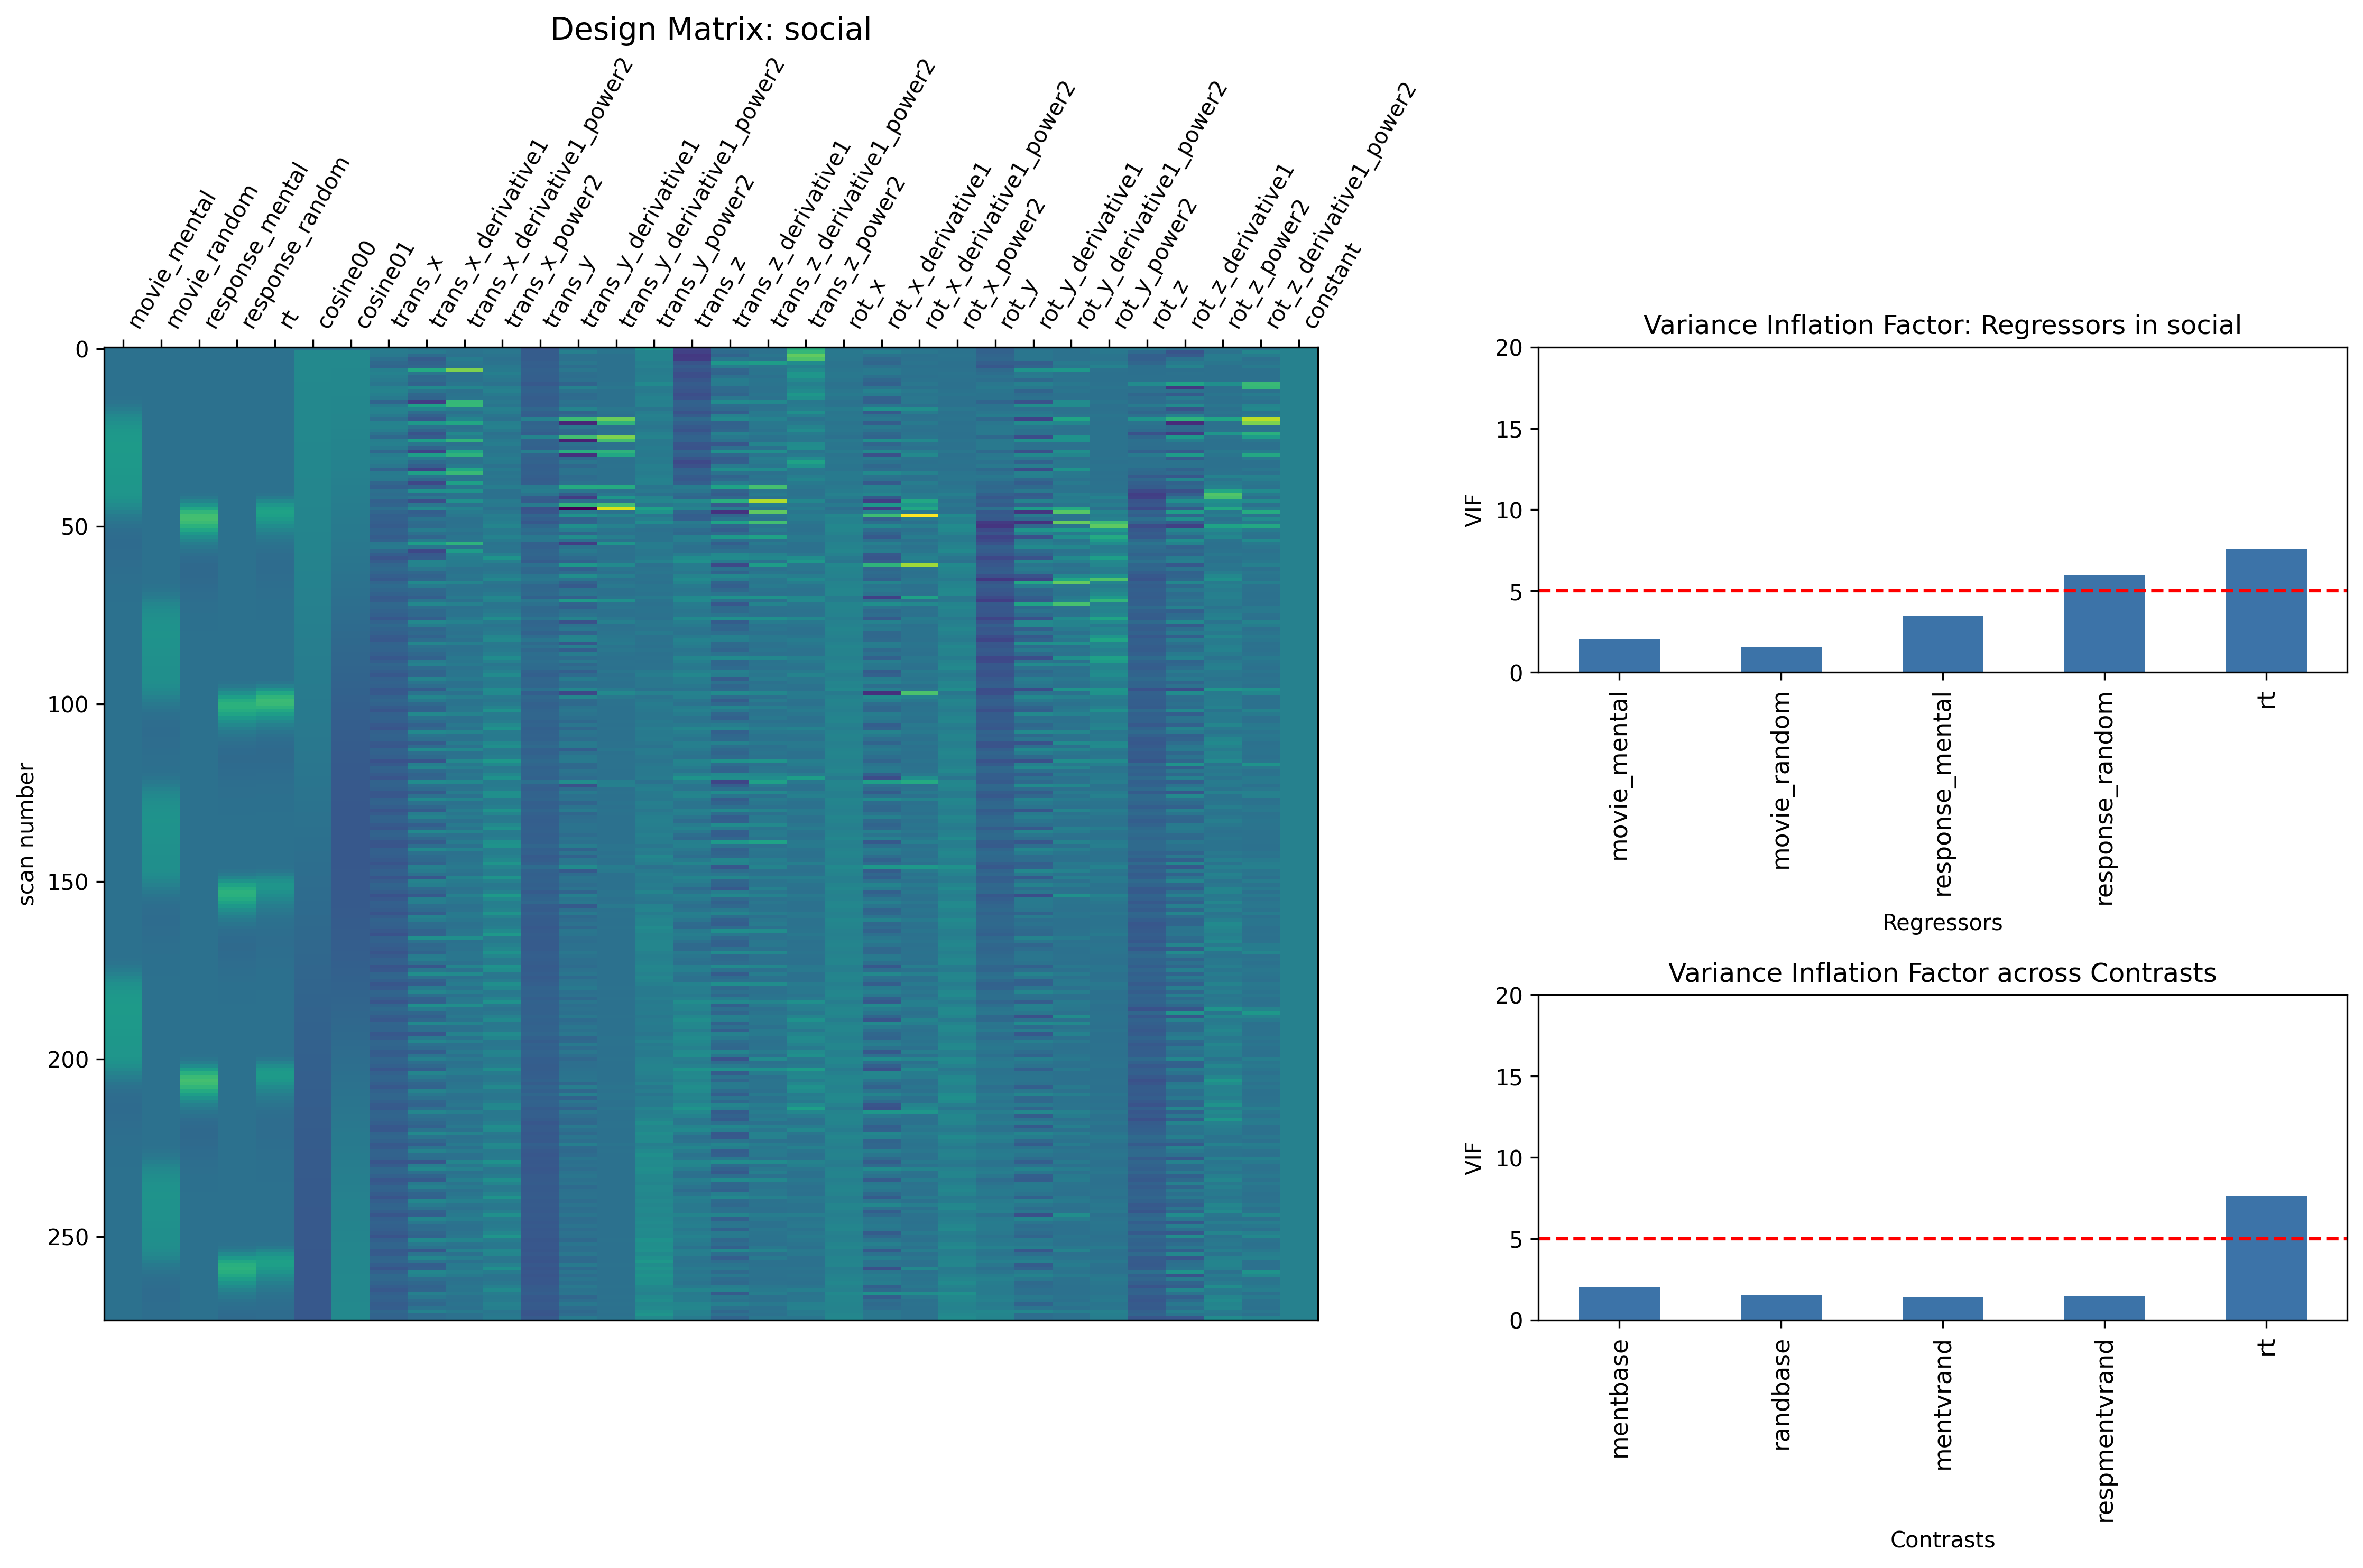 Design Matrix: social
movie_mental
movie_random
response_mental
response_random
rt
cosine00
cosine01
trans_x
trans_x_derivative1
trans_x_derivative1_power2
trans_x_power2
trans_y
trans_y_derivative1
trans_y_derivative1_power2
trans_y_power2
trans_z
trans_z_derivative1
trans_z_derivative1_power2
trans_z_power2
rot_x
rot_x_derivative1
rot_x_derivative1_power2
rot_x_power2
rot_y
rot_y_derivative1
rot_y_derivative1_power2
rot_y_power2
rot_z
rot_z_derivative1
rot_z_power2
rot_z_derivative1_power2
constant
0
50
100
150
200
250
scan number
Variance Inflation Factor: Regressors in social
20
15
10
5
0
VIF
movie_mental
movie_random
response_mental
response_random
rt
Regressors
Variance Inflation Factor across Contrasts
20
15
10
5
0
VIF
mentbase
randbase
mentvrand
respmentvrand
rt
Contrasts